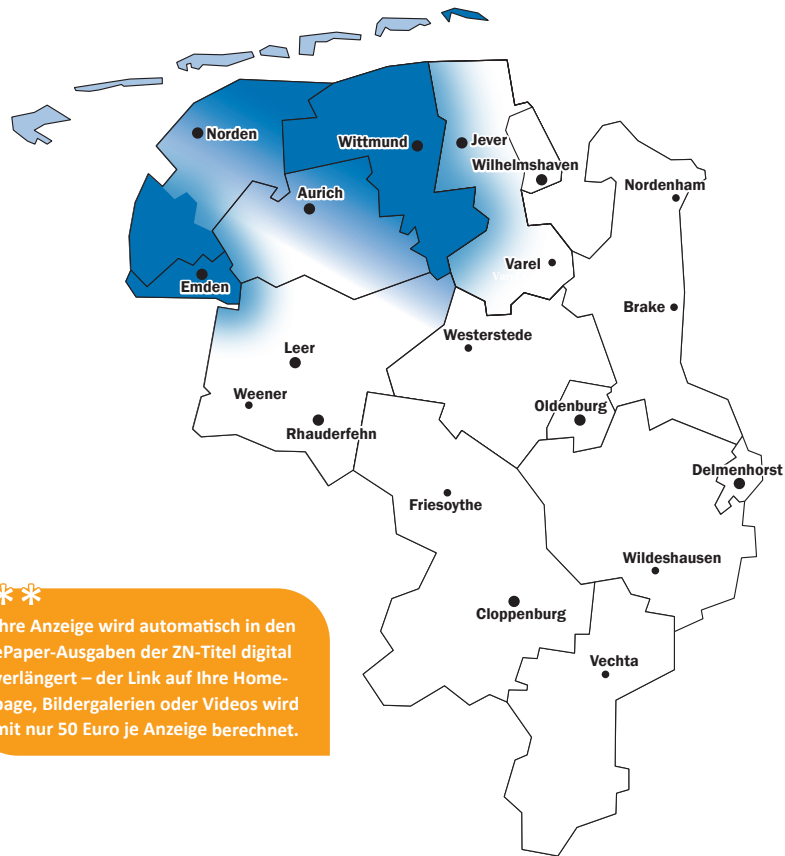 Norden
Wittmund
Jever
Wilhelmshaven
Nordenham
Aurich
Varel
Emden
Brake
Westerstede
Leer
Weener
Oldenburg
Rhauderfehn
Delmenhorst
Friesoythe
Wildeshausen
Cloppenburg
Vechta
**
hre Anzeige wird automatisch in den
ePaper-Ausgaben der ZN-Titel digital
verlängert – der Link auf Ihre Home-
page, Bildergalerien oder Videos wird
mit nur 50 Euro je Anzeige berechnet.